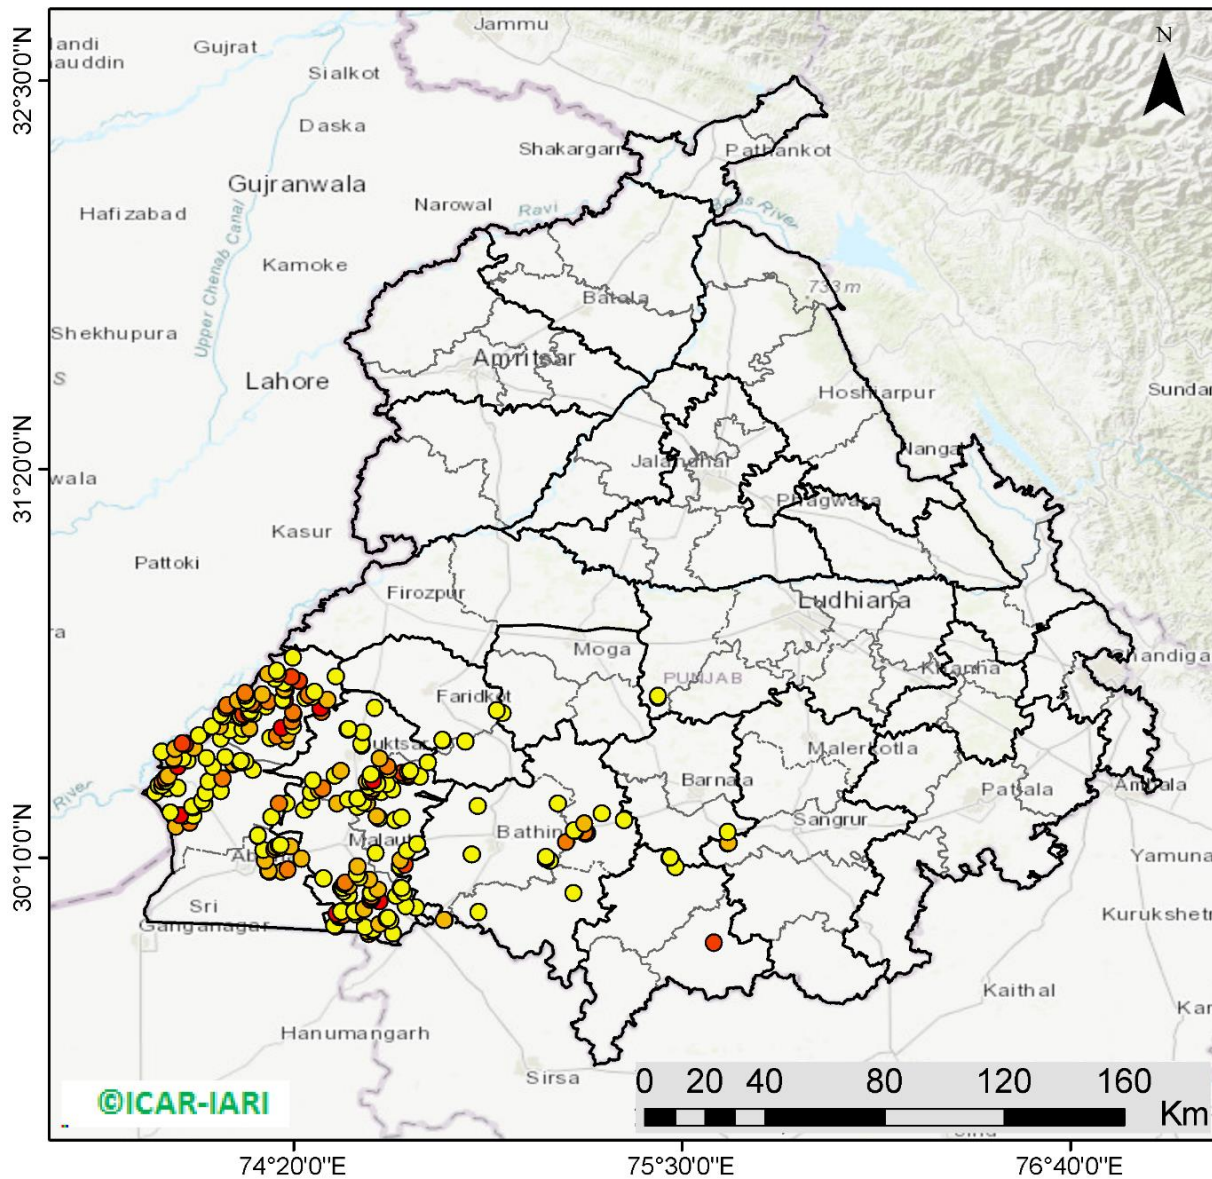 Jammu
Gujrat
Sialkot
N
32°30'0"N
Daska
Shakargarh
Pathankot
Gujranwala
Hafizabad
Narowal
Ravi
Beas River
Upper Chenab Canal
Kamoke
733 m
Batala
Shekhupura
Amritsar
Lahore
Hoshiarpur
Sundar
31°20'0"N
wala
Jalandhar
Nangal
Phagwara
Kasur
Pattoki
Firozpur
Ludhiana
Moga
Khanna
Chandiga
PUNJAB
Faridkot
Muktsar
Malerkotla
Barnala
Patiala
Ambala
River
Sangrur
Bathin
Malaut
30°10'0"N
Yamuna
Sri
Ganganagar
Kurukshetr
Kaithal
Kar
Hanumangarh
Sirsa
0 20 40 80 120 160
Km
©ICAR-IARI
74°20'0"E
75°30'0"E
76°40'0"E